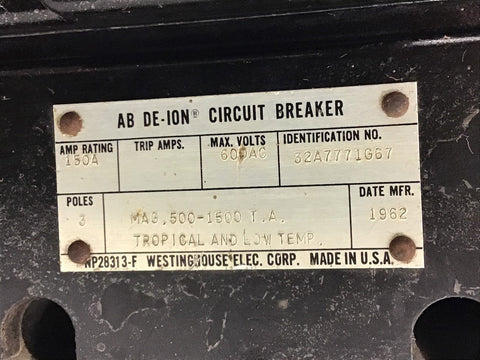 AB DE-ION® CIRCUIT BREAKER
AMP RATING TRIP AMPS. MAX. VOLTS IDENTIFICATION NO.
150A 600AC 32A7771G67
POLES DATE MFR.
3 MAG. 500-1500 T.A. 1962
TROPICAL AND LOW TEMP.
NP28313-F WESTINGHOUSE ELEC. CORP. MADE IN U.S.A.